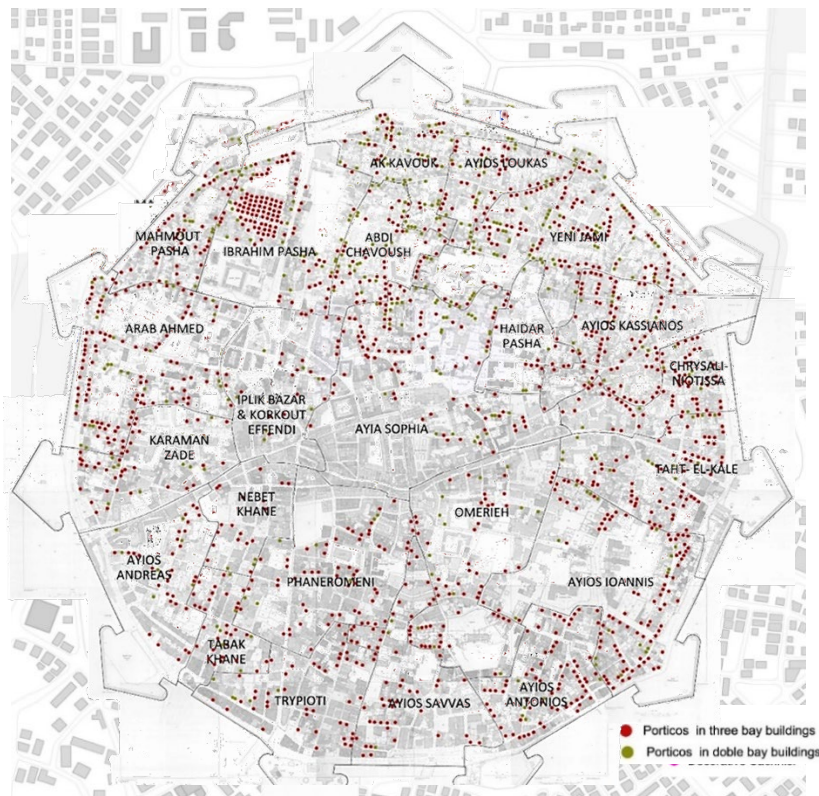 AK KAVOUK
AYIOS LOUKAS
MAHMOUT
PASHA
IBRAHIM PASHA
ABDI
CHAVOUSH
YENI JAMI
ARAB AHMED
HAIDAR
PASHA
AYIOS KASSIANOS
CHRYSALI-
NIOTISSA
IPLIK BAZAR
& KORKOUT
EFFENDI
AYIA SOPHIA
KARAMAN
ZADE
TAHT- EL-KALE
NEBET
KHANE
OMERIEH
AYIOS
ANDREAS
PHANEROMENI
AYIOS IOANNIS
TABAK
KHANE
TRYPIOTI
AYIOS SAVVAS
AYIOS
ANTONIOS
Porticos in three bay buildings
Porticos in doble bay buildings